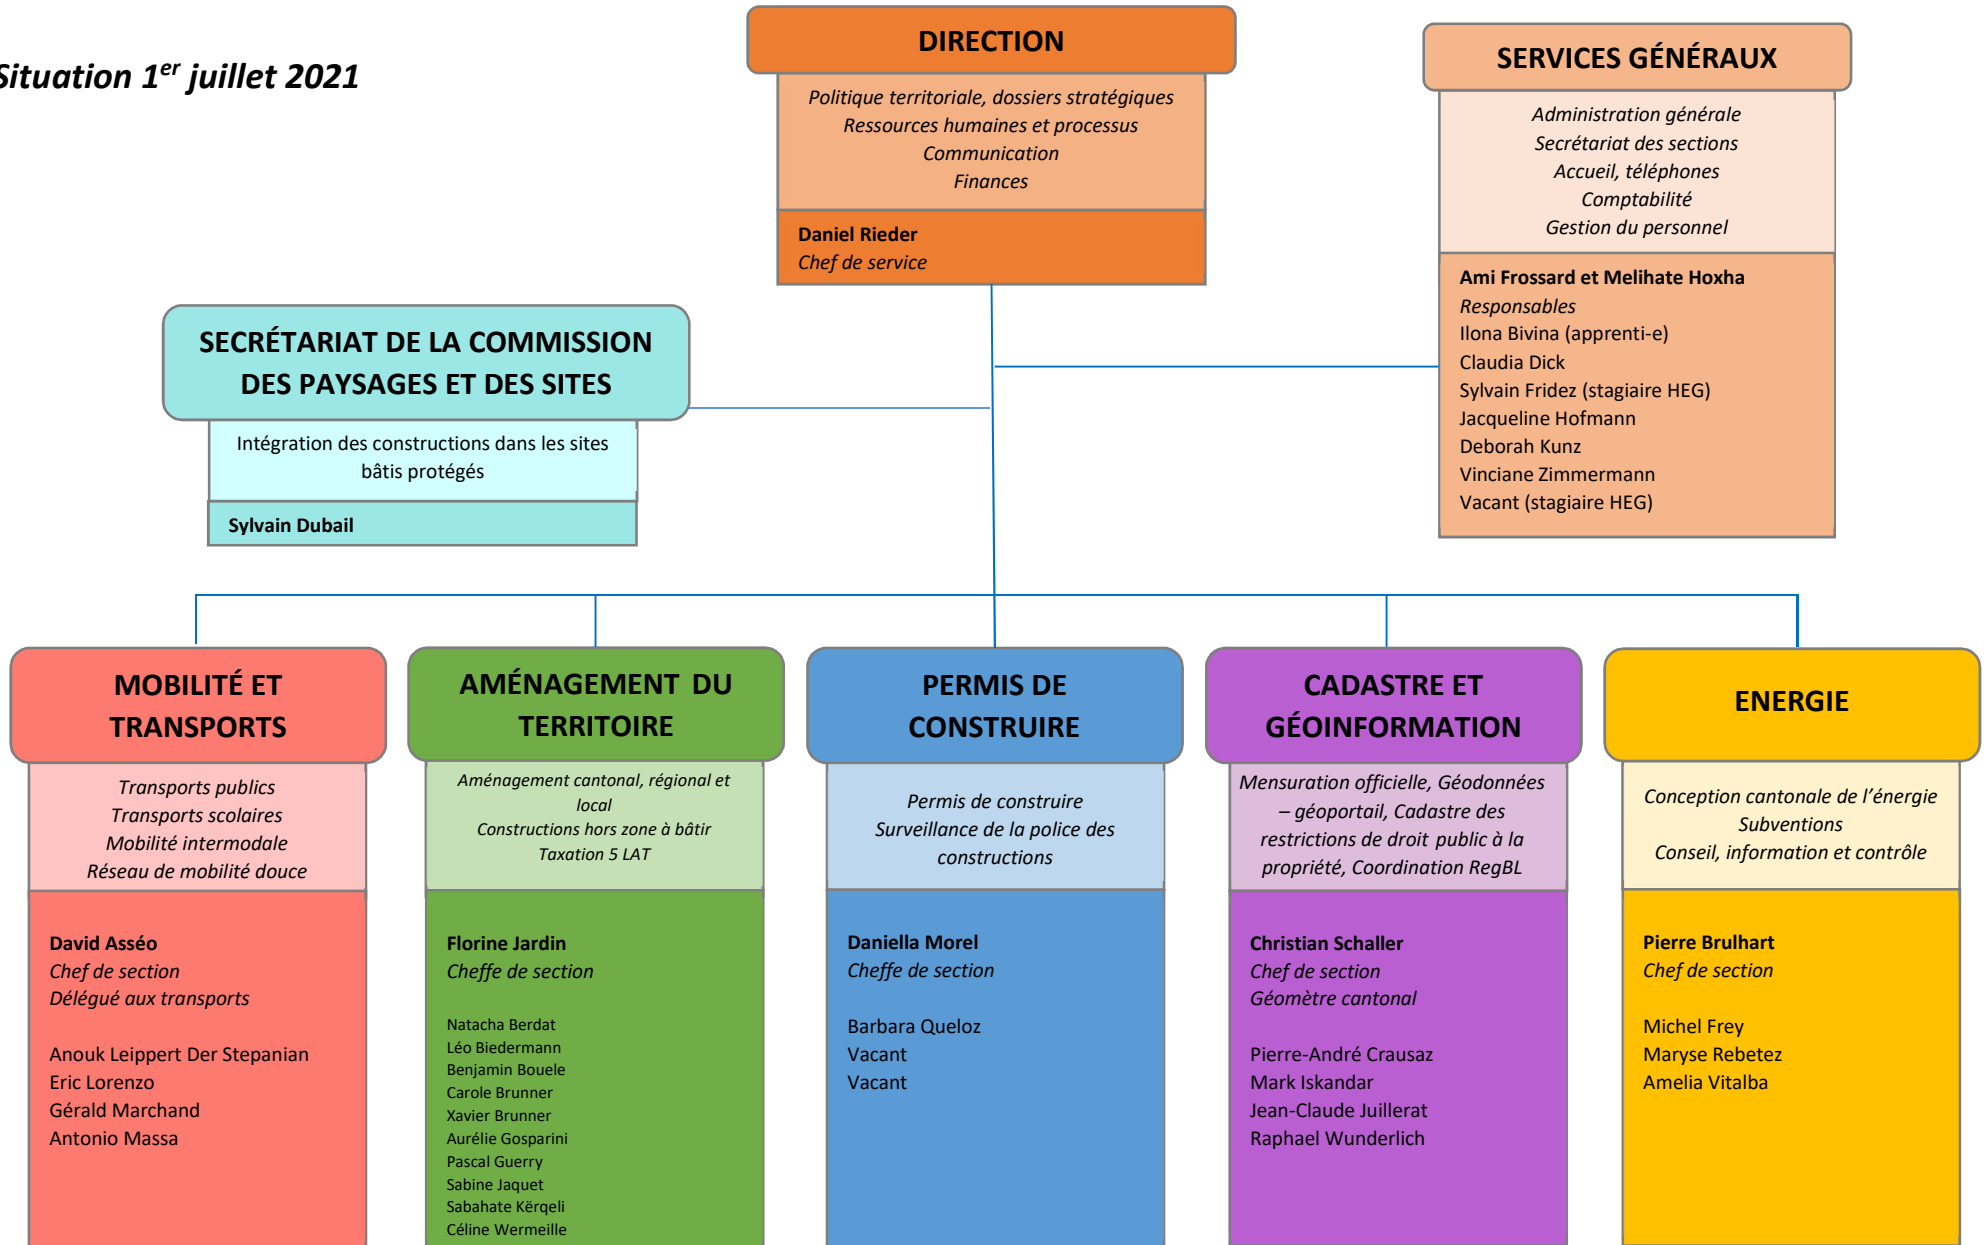 Situation 1er juillet 2021
DIRECTION
Politique territoriale, dossiers stratégiques
Ressources humaines et processus
Communication
Finances
Daniel Rieder
Chef de service
SERVICES GÉNÉRAUX
Administration générale
Secrétariat des sections
Accueil, téléphones
Comptabilité
Gestion du personnel
Ami Frossard et Melihate Hoxha
Responsables
Ilona Bivina (apprenti-e)
Claudia Dick
Sylvain Fridez (stagiaire HEG)
Jacqueline Hofmann
Deborah Kunz
Vinciane Zimmermann
Vacant (stagiaire HEG)
SECRÉTARIAT DE LA COMMISSION
DES PAYSAGES ET DES SITES
Intégration des constructions dans les sites
bâtis protégés
Sylvain Dubail
MOBILITÉ ET
TRANSPORTS
Transports publics
Transports scolaires
Mobilité intermodale
Réseau de mobilité douce
David Asséo
Chef de section
Délégué aux transports
Anouk Leippert Der Stepanian
Eric Lorenzo
Gérald Marchand
Antonio Massa
AMÉNAGEMENT DU
TERRITOIRE
Aménagement cantonal, régional et
local
Constructions hors zone à bâtir
Taxation 5 LAT
Florine Jardin
Cheffe de section
Natacha Berdat
Léo Biedermann
Benjamin Bouele
Carole Brunner
Xavier Brunner
Aurélie Gosparini
Pascal Guerry
Sabine Jaquet
Sabahate Kërqeli
Céline Wermeille
PERMIS DE
CONSTRUIRE
Permis de construire
Surveillance de la police des
constructions
Daniella Morel
Cheffe de section
Barbara Queloz
Vacant
Vacant
CADASTRE ET
GÉOINFORMATION
Mensuration officielle, Géodonnées
– géoportail, Cadastre des
restrictions de droit public à la
propriété, Coordination RegBL
Christian Schaller
Chef de section
Géomètre cantonal
Pierre-André Crausaz
Mark Iskandar
Jean-Claude Juillerat
Raphael Wunderlich
ENERGIE
Conception cantonale de l’énergie
Subventions
Conseil, information et contrôle
Pierre Brulhart
Chef de section
Michel Frey
Maryse Rebetez
Amelia Vitalba